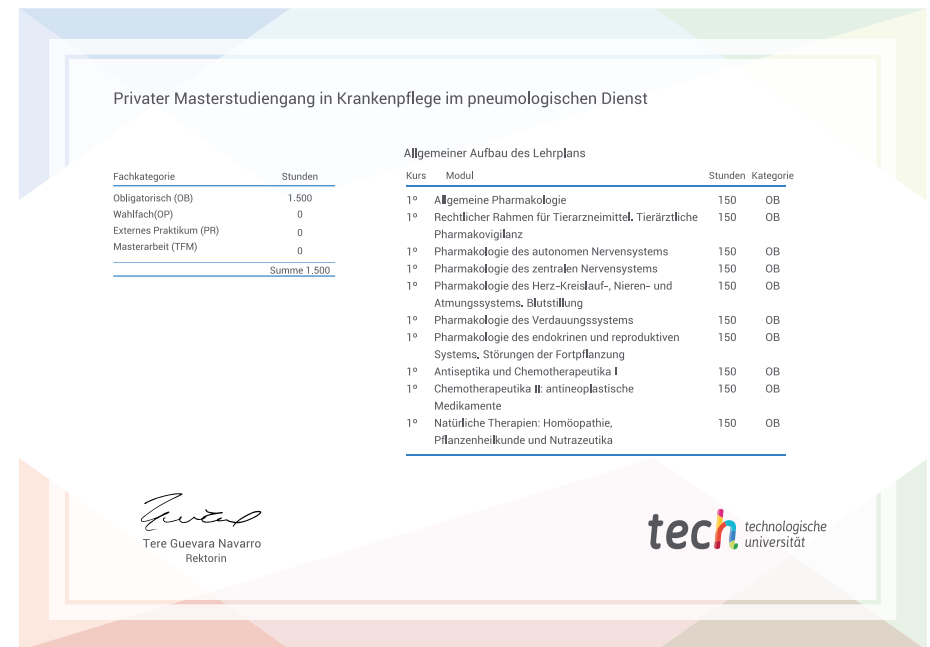 Privater Masterstudiengang in Krankenpflege im pneumologischen Dienst
Fachkategorie Stunden
Obligatorisch (OB) 1.500
Wahlfach(OP) 0
Externes Praktikum (PR) 0
Masterarbeit (TFM) 0
Summe 1.500
Allgemeiner Aufbau des Lehrplans
Kurs Modul Stunden Kategorie
1º Allgemeine Pharmakologie 150 OB
1º Rechtlicher Rahmen für Tierarzneimittel. Tierärztliche 150 OB
Pharmakovigilanz
1º Pharmakologie des autonomen Nervensystems 150 OB
1º Pharmakologie des zentralen Nervensystems 150 OB
1º Pharmakologie des Herz-Kreislauf-, Nieren- und 150 OB
Atmungssystems. Blutstillung
1º Pharmakologie des Verdauungssystems 150 OB
1º Pharmakologie des endokrinen und reproduktiven 150 OB
Systems. Störungen der Fortpflanzung
1º Antiseptika und Chemotherapeutika I 150 OB
1º Chemotherapeutika II: antineoplastische 150 OB
Medikamente
1º Natürliche Therapien: Homöopathie, 150 OB
Pflanzenheilkunde und Nutrazeutika
Tere Guevara Navarro
Rektorin
tech technologische
universität